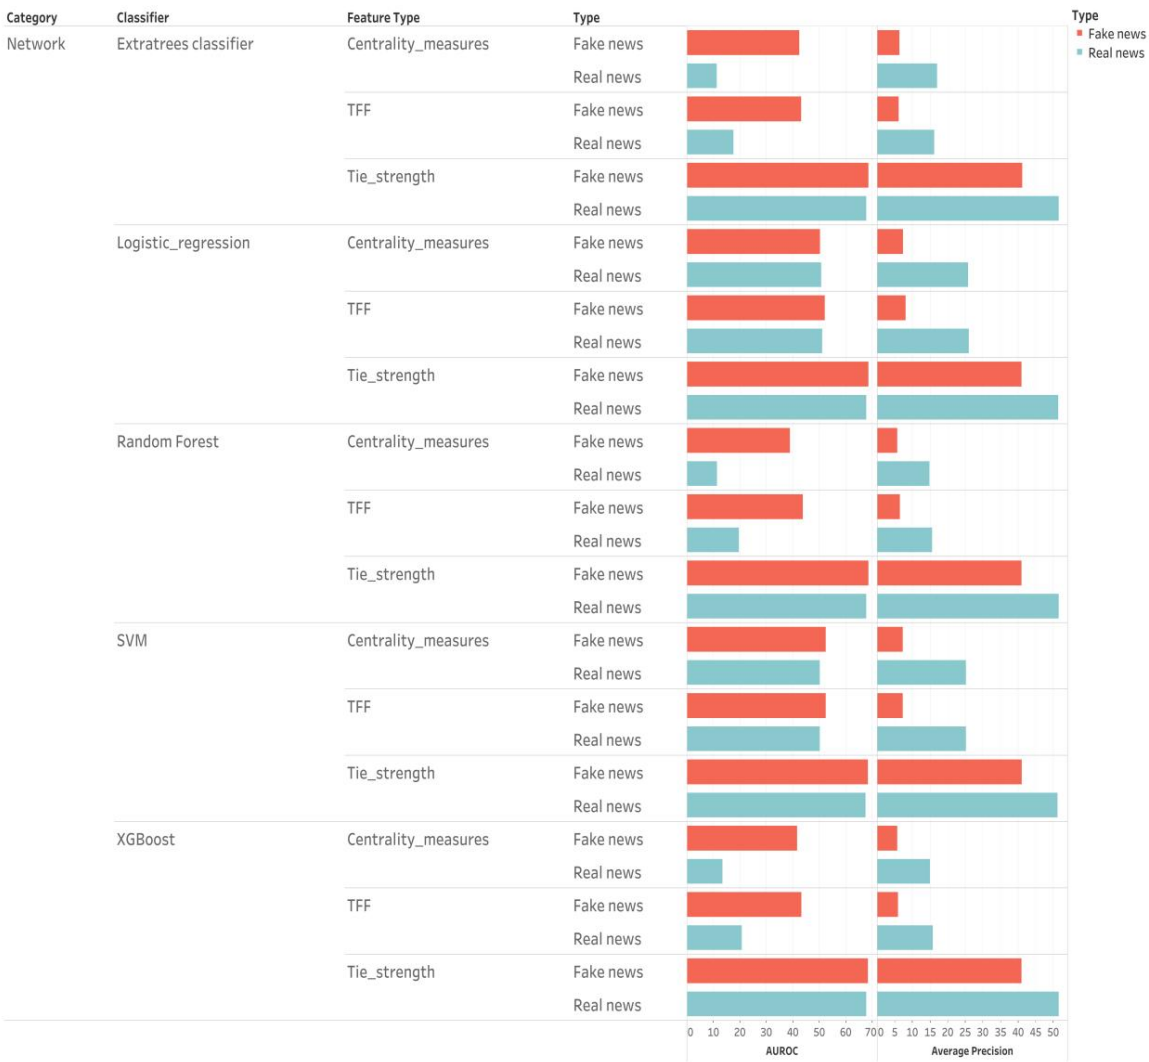 Category Classifier Feature Type Type
Network Extratrees classifier Centrality_measures Fake news
Real news
TFF Fake news
Real news
Tie_strength Fake news
Real news
Logistic_regression Centrality_measures Fake news
Real news
TFF Fake news
Real news
Tie_strength Fake news
Real news
Random Forest Centrality_measures Fake news
Real news
TFF Fake news
Real news
Tie_strength Fake news
Real news
SVM Centrality_measures Fake news
Real news
TFF Fake news
Real news
Tie_strength Fake news
Real news
XGBoost Centrality_measures Fake news
Real news
TFF Fake news
Real news
Tie_strength Fake news
Real news
0 10 20 30 40 50 60 70 0 5 10 15 20 25 30 35 40 45 50
AUROC Average Precision
Type
Fake news
Real news